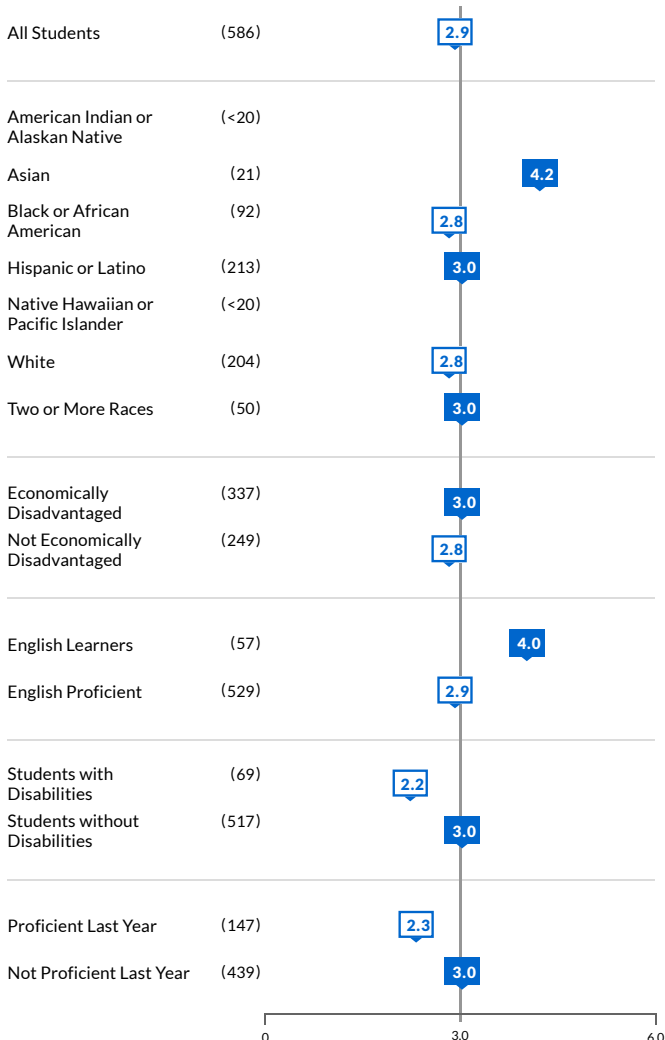 All Students (586) 2.9
American Indian or (<20)
Alaskan Native
Asian (21) 4.2
Black or African (92) 2.8
American
Hispanic or Latino (213) 3.0
Native Hawaiian or (<20)
Pacific Islander
White (204) 2.8
Two or More Races (50) 3.0
Economically (337) 3.0
Disadvantaged
Not Economically (249) 2.8
Disadvantaged
English Learners (57) 4.0
English Proficient (529) 2.9
Students with (69) 2.2
Disabilities
Students without (517) 3.0
Disabilities
Proficient Last Year (147) 2.3
Not Proficient Last Year (439) 3.0
0 3.0 6.0